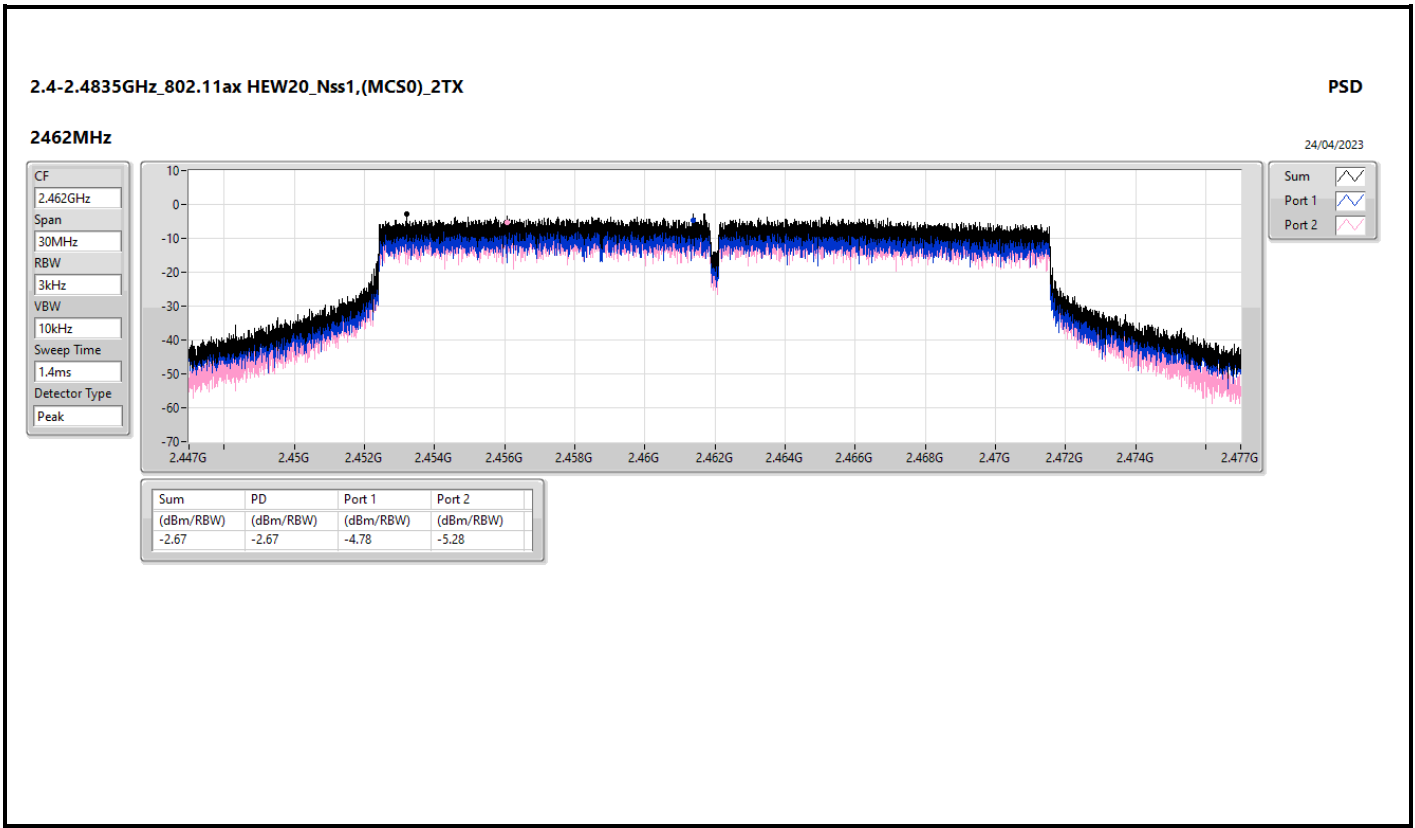 2.4-2.4835GHz_802.11ax HEW20_Nss1,(MCS0)_2TX
PSD
2462MHz
24/04/2023
CF
2.462GHz
Span
30MHz
RBW
3kHz
VBW
10kHz
Sweep Time
1.4ms
Detector Type
Peak
10
0
-10
-20
-30
-40
-50
-60
-70
2.447G 2.45G 2.452G 2.454G 2.456G 2.458G 2.46G 2.462G 2.464G 2.466G 2.468G 2.47G 2.472G 2.474G 2.477G
Sum
Port 1
Port 2
Sum PD Port 1 Port 2
(dBm/RBW) (dBm/RBW) (dBm/RBW) (dBm/RBW)
-2.67 -2.67 -4.78 -5.28